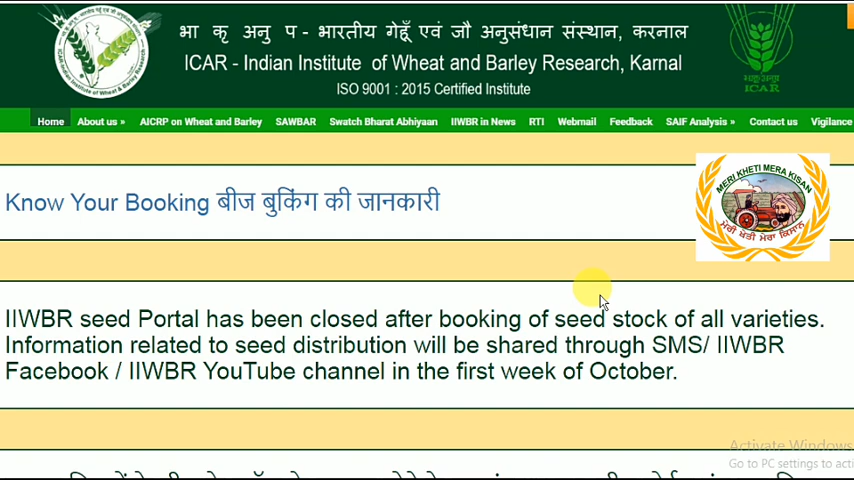 भा कृ अनु प - भारतीय गेहूँ एवं जौ अनुसंधान संस्थान, करनाल
ICAR - Indian Institute of Wheat and Barley Research, Karnal
ISO 9001 : 2015 Certified Institute
भाकृअनुप
ICAR
Home About us » AICRP on Wheat and Barley SAWBAR Swatch Bharat Abhiyaan IIWBR in News RTI Webmail Feedback SAIF Analysis » Contact us Vigilance
Know Your Booking बीज बुकिंग की जानकारी
MERI KHETI MERA KISAN
ਮੇਰੀ ਖੇਤੀ ਮੇਰਾ ਕਿਸਾਨ
IIWBR seed Portal has been closed after booking of seed stock of all varieties.
Information related to seed distribution will be shared through SMS/ IIWBR
Facebook / IIWBR YouTube channel in the first week of October.
Activate Windows
Go to PC settings to acti